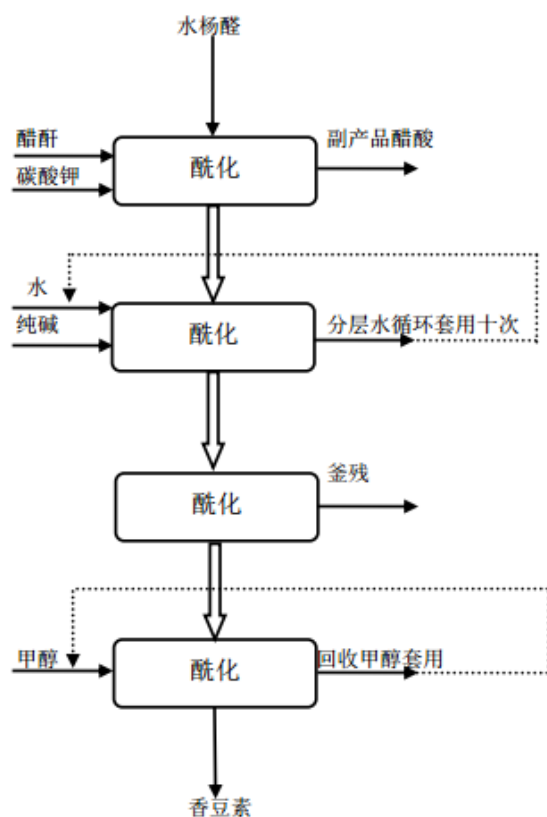 水杨醛
醋酐
碳酸钾
酰化
副产品醋酸
水
纯碱
酰化
分层水循环套用十次
酰化
釜残
甲醇
酰化
回收甲醇套用
香豆素